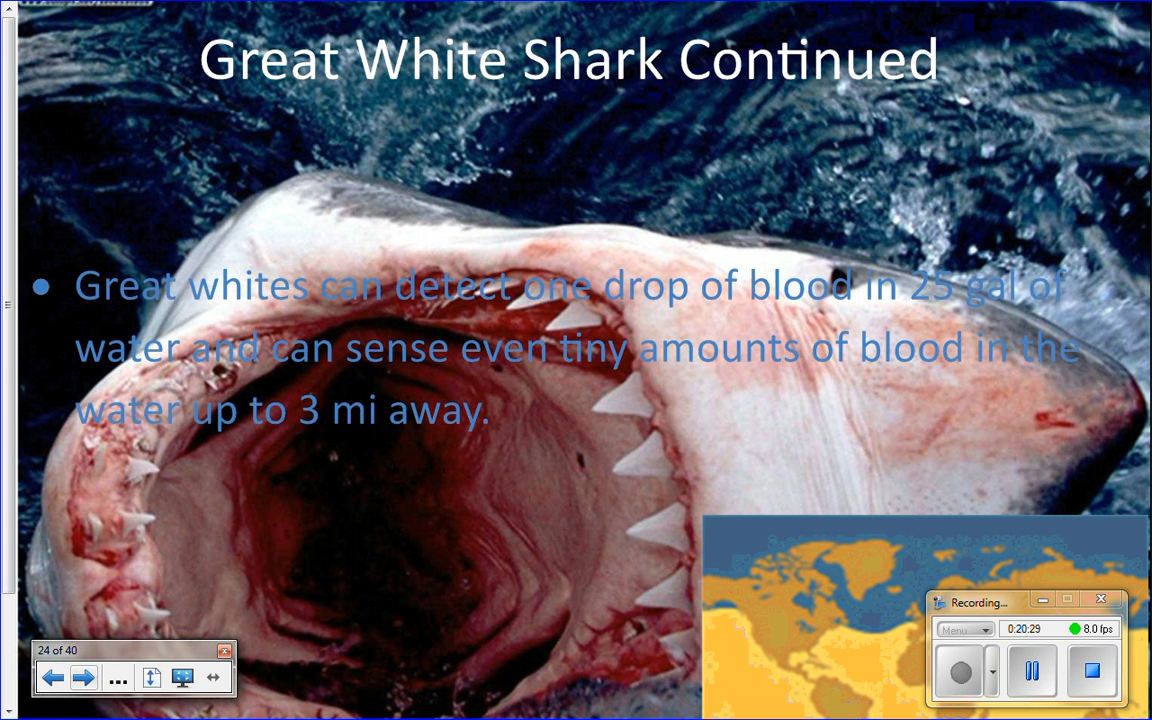 Great White Shark Continued
● Great whites can detect one drop of blood in 25 gal of
water and can sense even tiny amounts of blood in the
water up to 3 mi away.
Recording...
Menu
0:20:29
8.0 fps
24 of 40
...